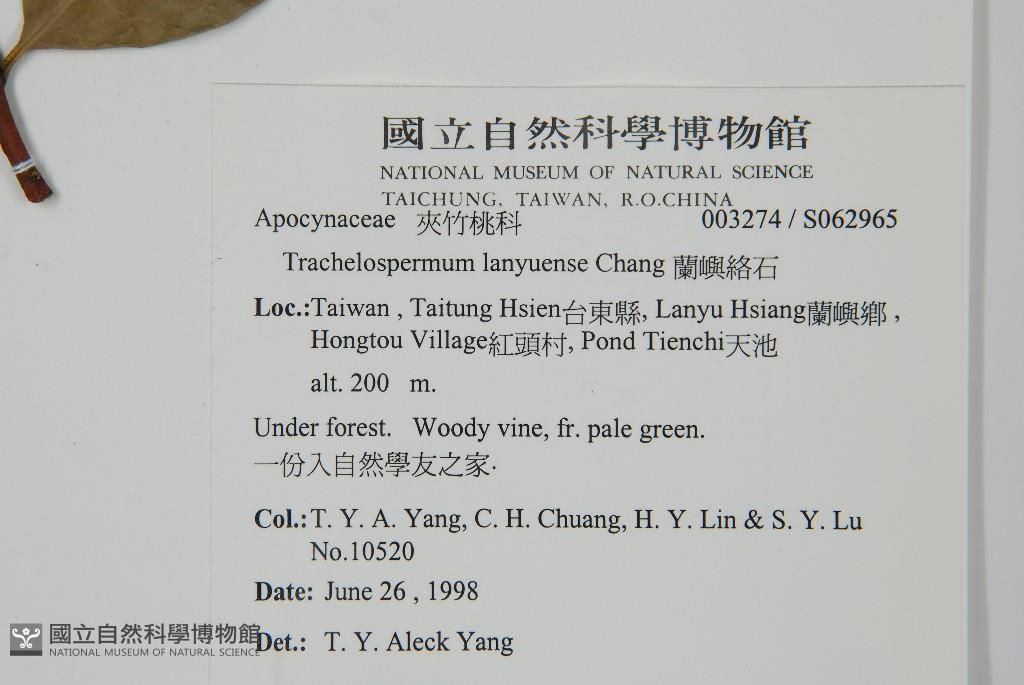 國立自然科學博物館
NATIONAL MUSEUM OF NATURAL SCIENCE
TAICHUNG, TAIWAN, R.O.CHINA
Apocynaceae 夾竹桃科 003274 / S062965
Trachelospermum lanyuense Chang 蘭嶼絡石
Loc.:Taiwan , Taitung Hsien台東縣, Lanyu Hsiang蘭嶼鄉 ,
Hongtou Village紅頭村, Pond Tienchi天池
alt. 200 m.
Under forest. Woody vine, fr. pale green.
一份入自然學友之家.
Col.:T. Y. A. Yang, C. H. Chuang, H. Y. Lin & S. Y. Lu
No.10520
Date: June 26 , 1998
Det.: T. Y. Aleck Yang
國立自然科學博物館
NATIONAL MUSEUM OF NATURAL SCIENCE